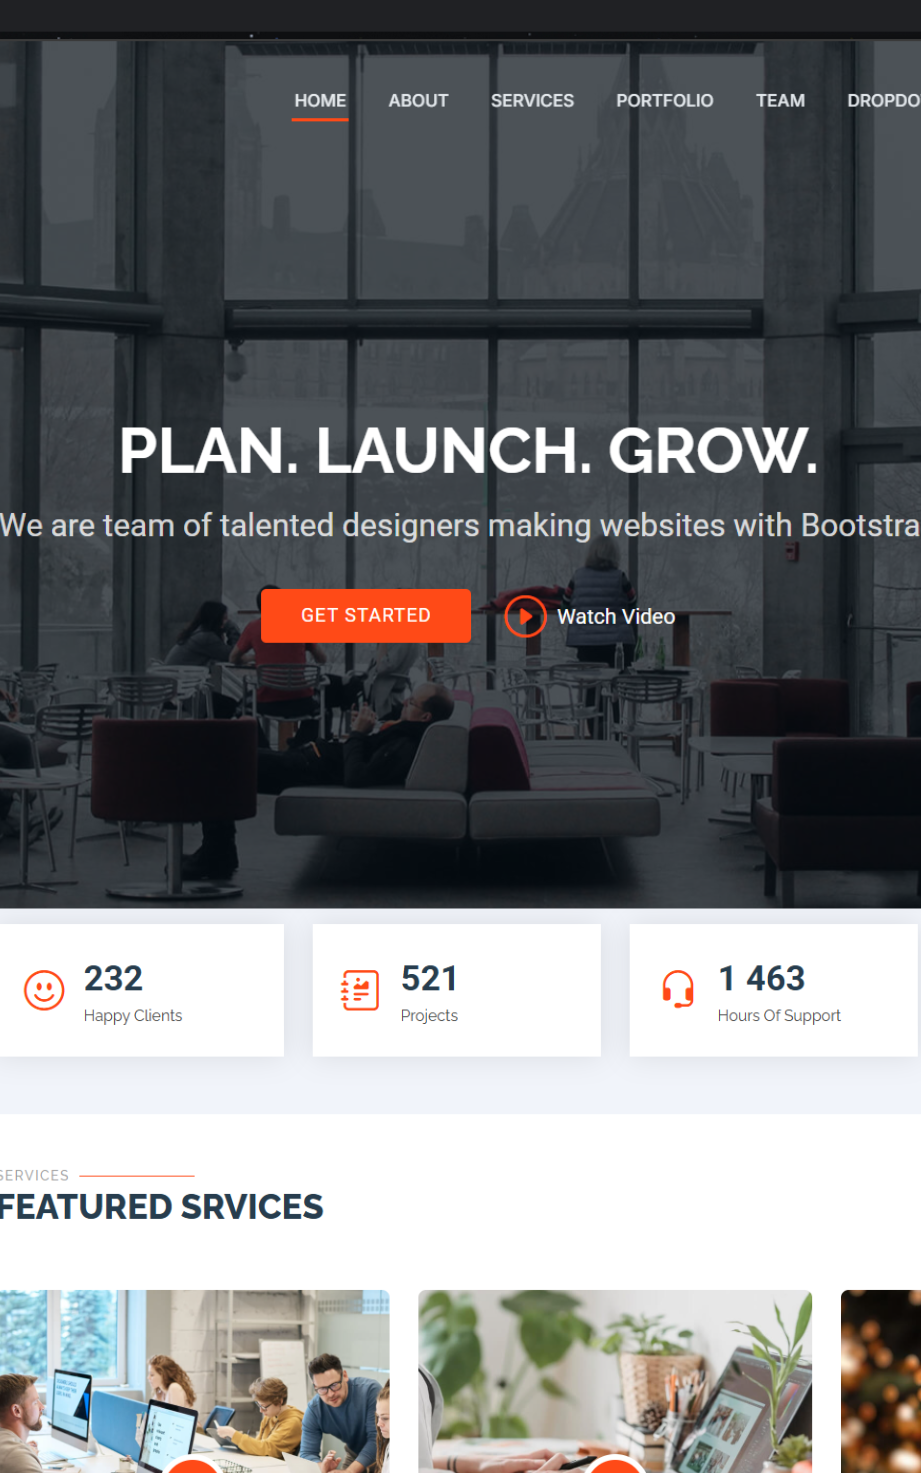 HOME ABOUT SERVICES PORTFOLIO TEAM DROPDO
PLAN. LAUNCH. GROW.
We are team of talented designers making websites with Bootstra
GET STARTED Watch Video
232
Happy Clients
521
Projects
1 463
Hours Of Support
SERVICES
FEATURED SRVICES